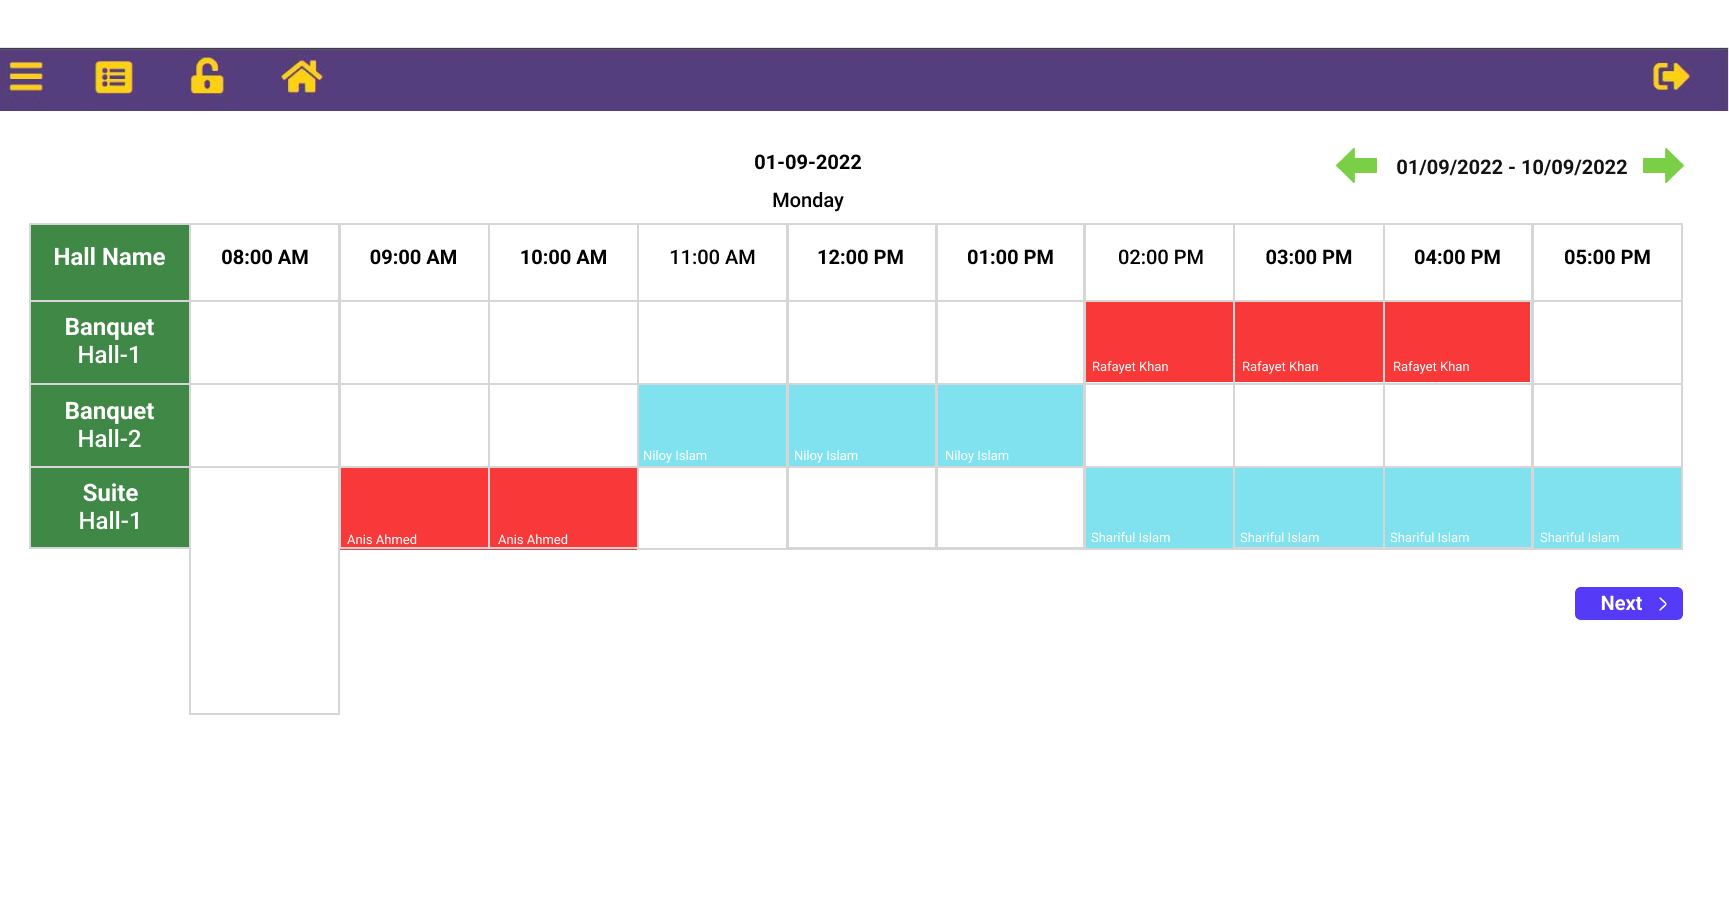 01-09-2022
Monday
01/09/2022 - 10/09/2022
Hall Name 08:00 AM 09:00 AM 10:00 AM 11:00 AM 12:00 PM 01:00 PM 02:00 PM 03:00 PM 04:00 PM 05:00 PM
Banquet
Hall-1
Rafayet Khan Rafayet Khan Rafayet Khan
Banquet
Hall-2
Niloy Islam Niloy Islam Niloy Islam
Suite
Hall-1
Anis Ahmed Anis Ahmed Shariful Islam Shariful Islam Shariful Islam Shariful Islam
Next